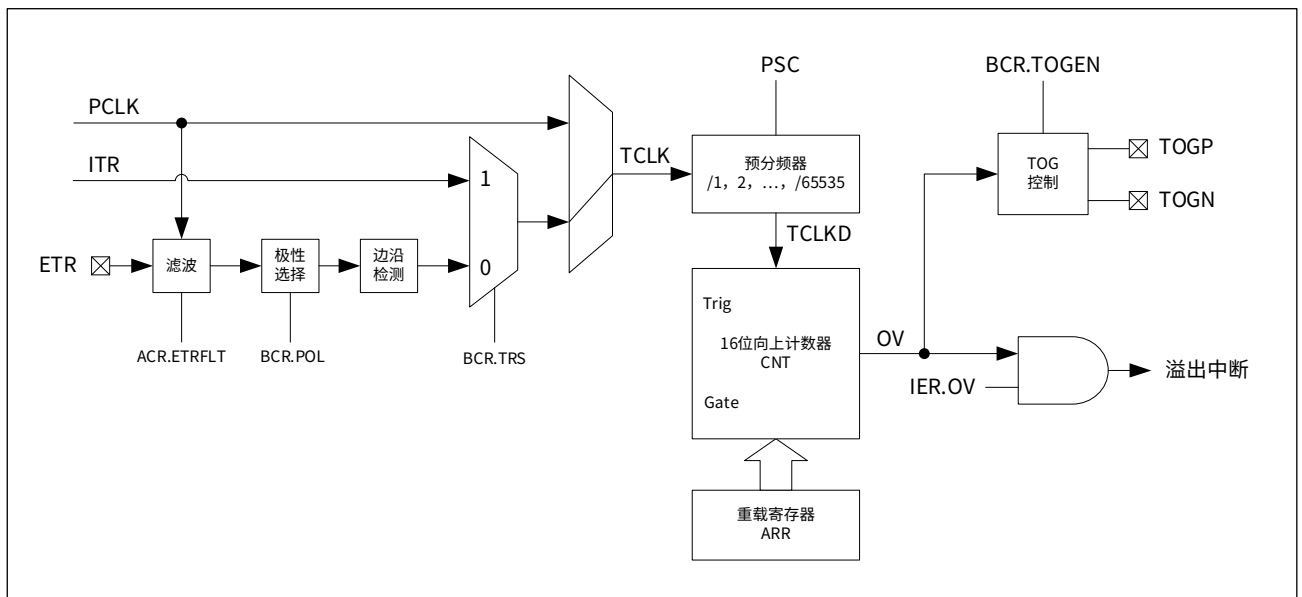 PSC
BCR.TOGEN
PCLK
ITR
1
TCLK
预分频器
/1，2，…，/65535
TOG
控制
TOGP
TOGN
TCLKD
ETR
滤波
极性
选择
边沿
检测
0
ACR.ETRFLT
BCR.POL
BCR.TRS
Trig
16位向上计数器
CNT
Gate
OV
IER.OV
溢出中断
重载寄存器
ARR